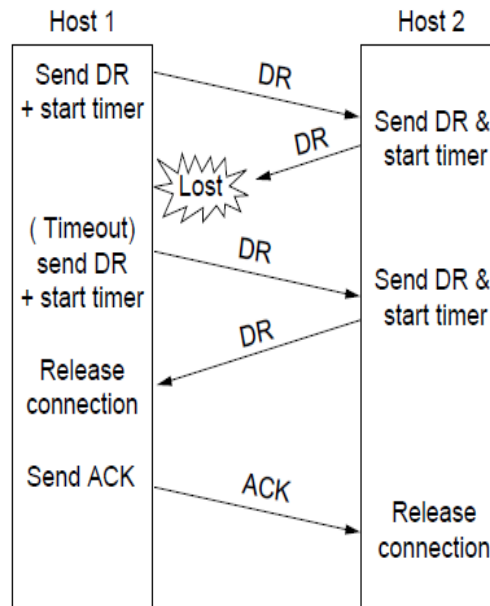 Host 1
Host 2
Send DR
+ start timer
DR
Send DR &
start timer
DR
Lost
( Timeout)
send DR
+ start timer
DR
Send DR &
start timer
DR
Release
connection
Send ACK
ACK
Release
connection